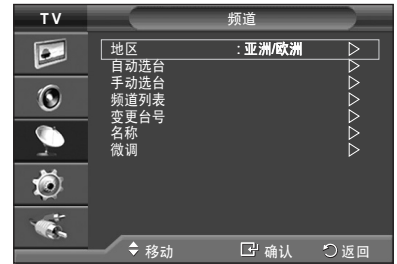 TV 频道
地区 : 亚洲/欧洲
自动选台
手动选台
频道列表
变更台号
名称
微调
移动 确认 返回